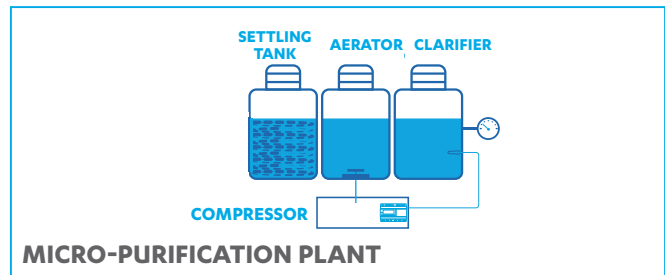 SETTLING
TANK
AERATOR
CLARIFIER
COMPRESSOR
MICRO-PURIFICATION PLANT